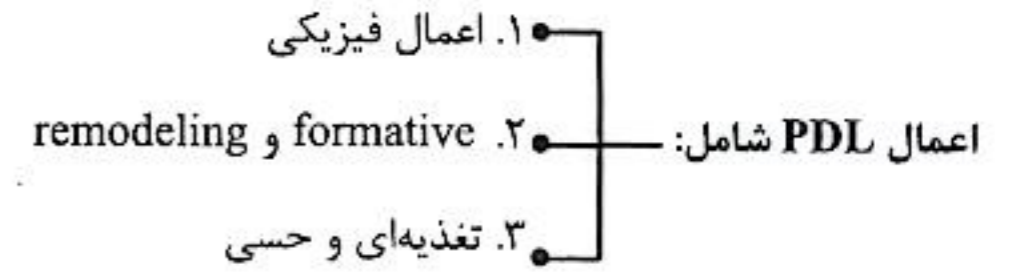 اعمال PDL شامل:
۱. اعمال فیزیکی
۲. formative و remodeling
۳. تغذیه‌ای و حسی